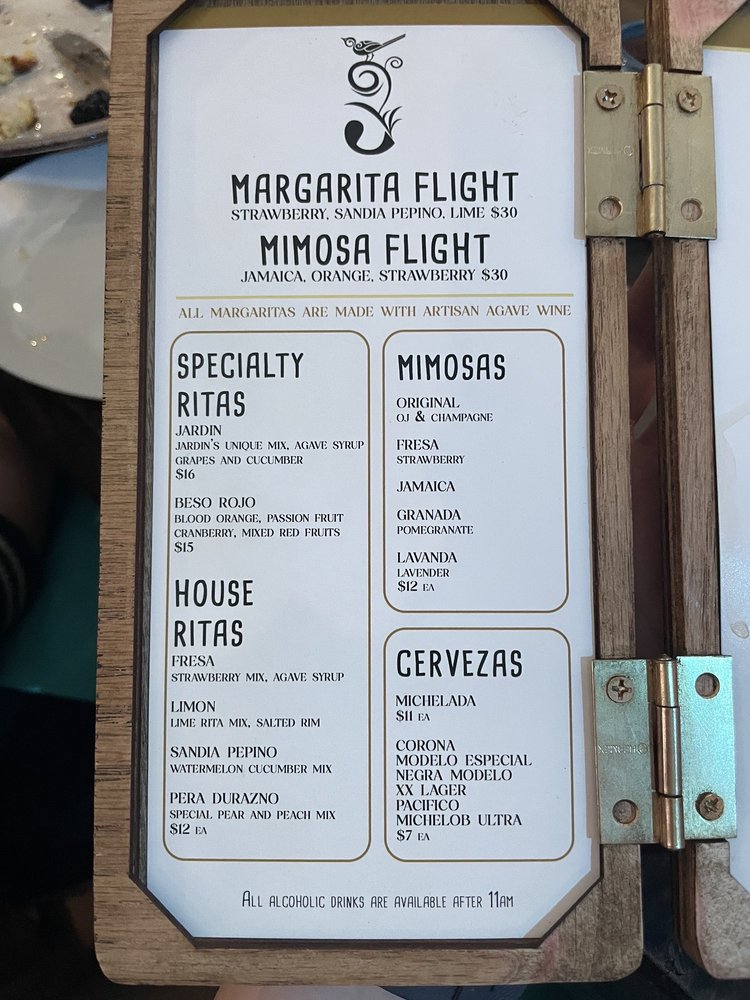 MARGARITA FLIGHT
STRAWBERRY, SANDIA PEPINO, LIME $30
MIMOSA FLIGHT
JAMAICA, ORANGE, STRAWBERRY $30
ALL MARGARITAS ARE MADE WITH ARTISAN AGAVE WINE
SPECIALTY
RITAS
JARDIN
JARDIN'S UNIQUE MIX, AGAVE SYRUP
GRAPES AND CUCUMBER
$16
BESO ROJO
BLOOD ORANGE, PASSION FRUIT
CRANBERRY, MIXED RED FRUITS
$15
HOUSE
RITAS
FRESA
STRAWBERRY MIX, AGAVE SYRUP
LIMON
LIME RITA MIX, SALTED RIM
SANDIA PEPINO
WATERMELON CUCUMBER MIX
PERA DURAZNO
SPECIAL PEAR AND PEACH MIX
$12 EA
MIMOSAS
ORIGINAL
OJ & CHAMPAGNE
FRESA
STRAWBERRY
JAMAICA
GRANADA
POMEGRANATE
LAVANDA
LAVENDER
$12 EA
CERVEZAS
MICHELADA
$11 EA
CORONA
MODELO ESPECIAL
NEGRA MODELO
XX LAGER
PACIFICO
MICHELOB ULTRA
$7 EA
ALL ALCOHOLIC DRINKS ARE AVAILABLE AFTER 11AM